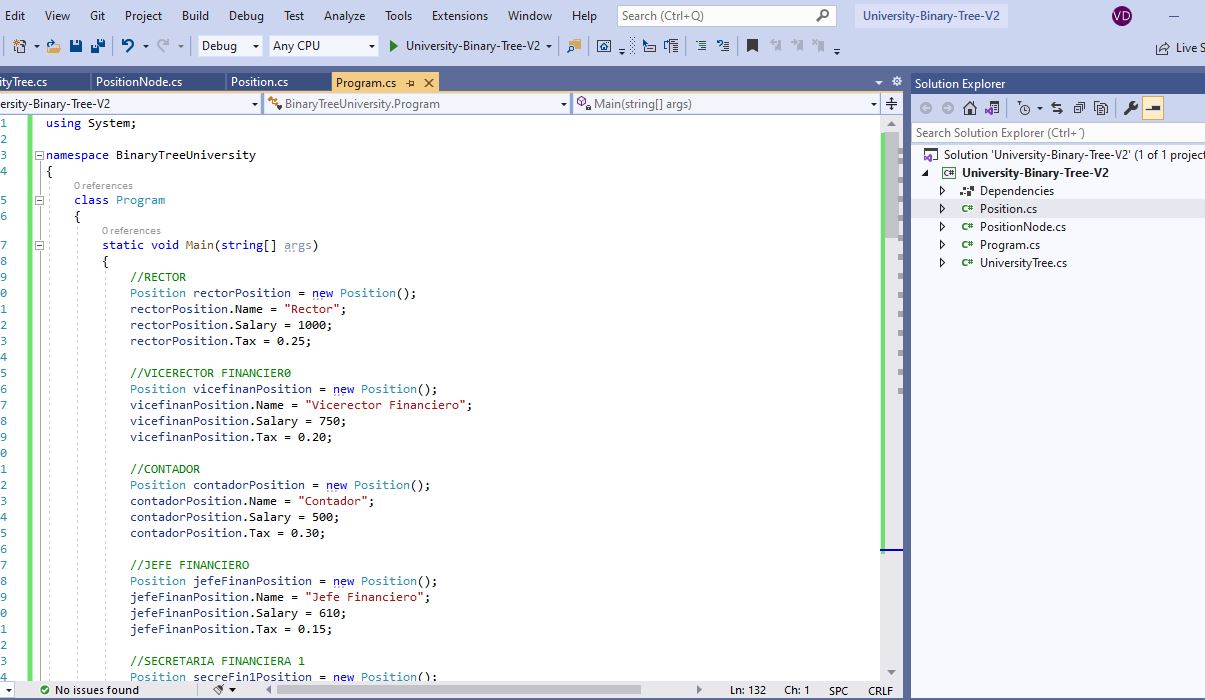 Edit View Git Project Build Debug Test Analyze Tools Extensions Window Help Search (Ctrl+Q) University-Binary-Tree-V2 VD
Debug Any CPU University-Binary-Tree-V2 Live S
ityTree.cs PositionNode.cs Position.cs Program.cs
ersity-Binary-Tree-V2 BinaryTreeUniversity.Program Main(string[] args)
1 using System;
2
3 namespace BinaryTreeUniversity
4 {
0 references
5 class Program
6 {
0 references
7 static void Main(string[] args)
8 {
9 //RECTOR
0 Position rectorPosition = new Position();
1 rectorPosition.Name = "Rector";
2 rectorPosition.Salary = 1000;
3 rectorPosition.Tax = 0.25;
4
5 //VICERECTOR FINANCIER0
6 Position vicefinanPosition = new Position();
7 vicefinanPosition.Name = "Vicerector Financiero";
8 vicefinanPosition.Salary = 750;
9 vicefinanPosition.Tax = 0.20;
0
1 //CONTADOR
2 Position contadorPosition = new Position();
3 contadorPosition.Name = "Contador";
4 contadorPosition.Salary = 500;
5 contadorPosition.Tax = 0.30;
6
7 //JEFE FINANCIERO
8 Position jefeFinanPosition = new Position();
9 jefeFinanPosition.Name = "Jefe Financiero";
0 jefeFinanPosition.Salary = 610;
1 jefeFinanPosition.Tax = 0.15;
2
3 //SECRETARIA FINANCIERA 1
4 Position secreFin1Position = new Position();
No issues found Ln: 132 Ch: 1 SPC CRLF
Solution Explorer
Search Solution Explorer (Ctrl+´)
Solution 'University-Binary-Tree-V2' (1 of 1 project
C# University-Binary-Tree-V2
Dependencies
C# Position.cs
C# PositionNode.cs
C# Program.cs
C# UniversityTree.cs